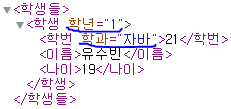 ▼<학생들>
▼<학생 학년="1">
<학번 학과="자바">21</학번>
<이름>유수빈</이름>
<나이>19</나이>
</학생>
</학생들>